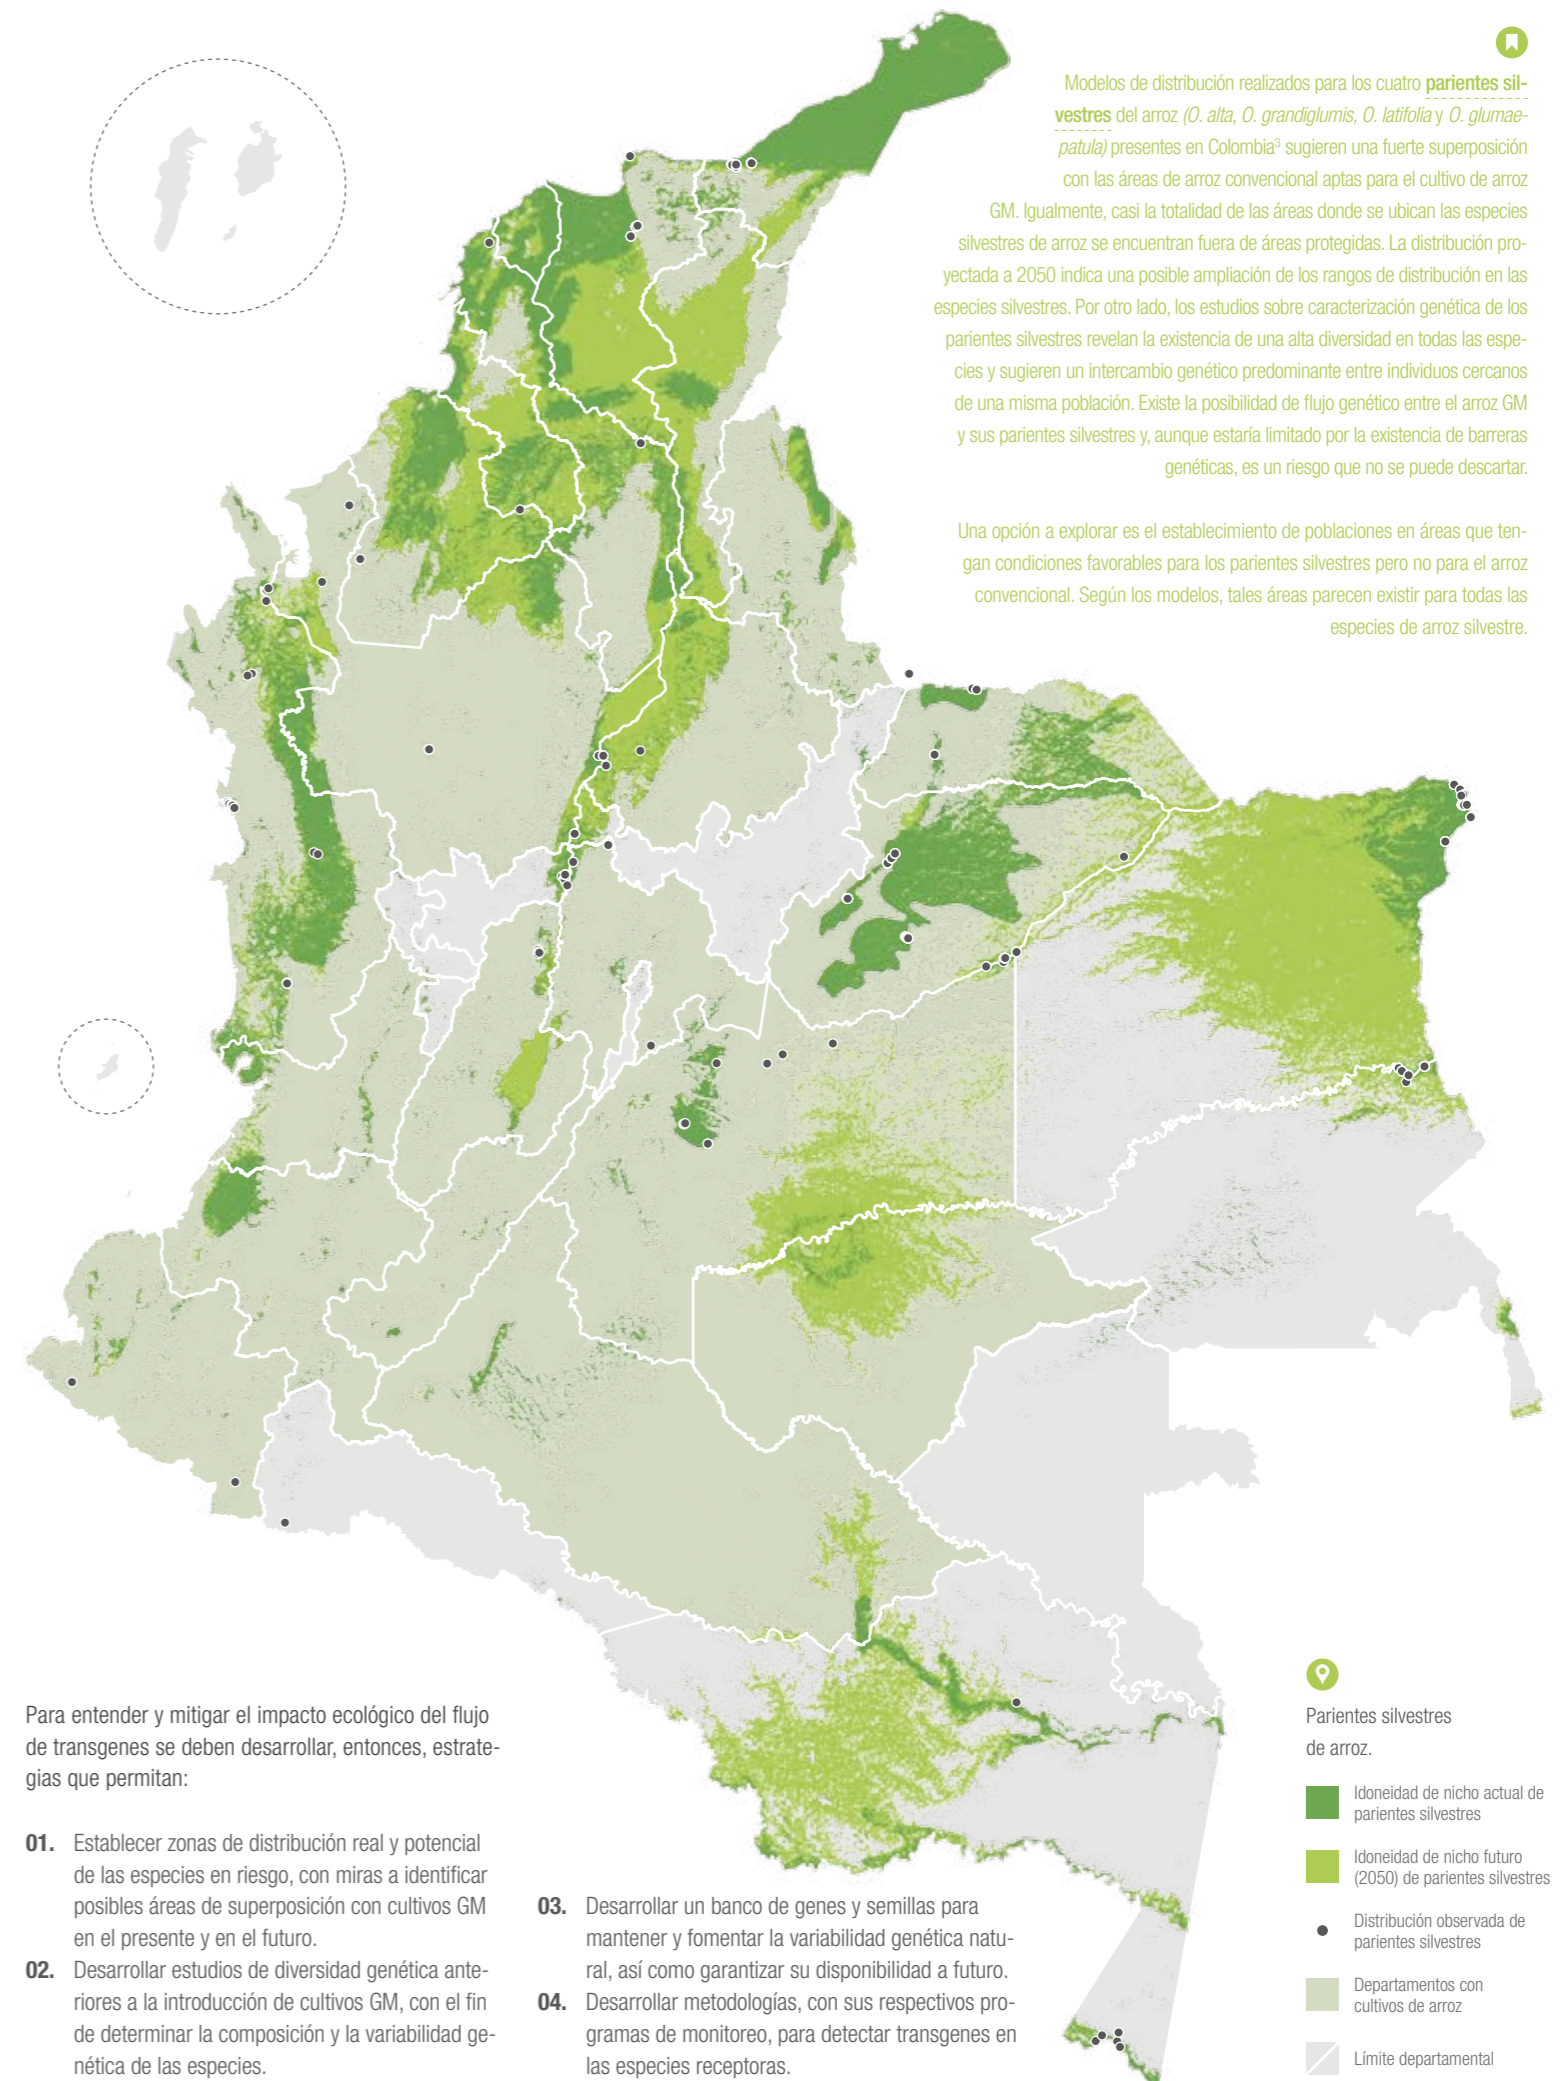 Modelos de distribución realizados para los cuatro parientes sil-
vestres del arroz (O. alta, O. grandiglumis, O. latifolia y O. glumae-
patula) presentes en Colombia³ sugieren una fuerte superposición
con las áreas de arroz convencional aptas para el cultivo de arroz
GM. Igualmente, casi la totalidad de las áreas donde se ubican las especies
silvestres de arroz se encuentran fuera de áreas protegidas. La distribución pro-
yectada a 2050 indica una posible ampliación de los rangos de distribución en las
especies silvestres. Por otro lado, los estudios sobre caracterización genética de los
parientes silvestres revelan la existencia de una alta diversidad en todas las espe-
cies y sugieren un intercambio genético predominante entre individuos cercanos
de una misma población. Existe la posibilidad de flujo genético entre el arroz GM
y sus parientes silvestres y, aunque estaría limitado por la existencia de barreras
genéticas, es un riesgo que no se puede descartar.
Una opción a explorar es el establecimiento de poblaciones en áreas que ten-
gan condiciones favorables para los parientes silvestres pero no para el arroz
convencional. Según los modelos, tales áreas parecen existir para todas las
especies de arroz silvestre.
Para entender y mitigar el impacto ecológico del flujo
de transgenes se deben desarrollar, entonces, estrate-
gias que permitan:
01. Establecer zonas de distribución real y potencial
de las especies en riesgo, con miras a identificar
posibles áreas de superposición con cultivos GM
en el presente y en el futuro.
02. Desarrollar estudios de diversidad genética ante-
riores a la introducción de cultivos GM, con el fin
de determinar la composición y la variabilidad ge-
nética de las especies.
03. Desarrollar un banco de genes y semillas para
mantener y fomentar la variabilidad genética natu-
ral, así como garantizar su disponibilidad a futuro.
04. Desarrollar metodologías, con sus respectivos pro-
gramas de monitoreo, para detectar transgenes en
las especies receptoras.
Parientes silvestres
de arroz.
Idoneidad de nicho actual de
parientes silvestres
Idoneidad de nicho futuro
(2050) de parientes silvestres
Distribución observada de
parientes silvestres
Departamentos con
cultivos de arroz
Límite departamental